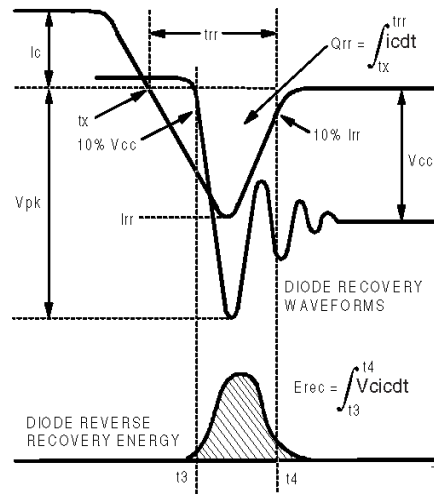 trr
Ic
Qrr = ∫ trr tx icdt
tx
10% Vcc
10% Irr
Vcc
Vpk
Irr
DIODE RECOVERY
WAVEFORMS
Erec = ∫ t4 t3 Vcicdt
DIODE REVERSE
RECOVERY ENERGY
t3
t4